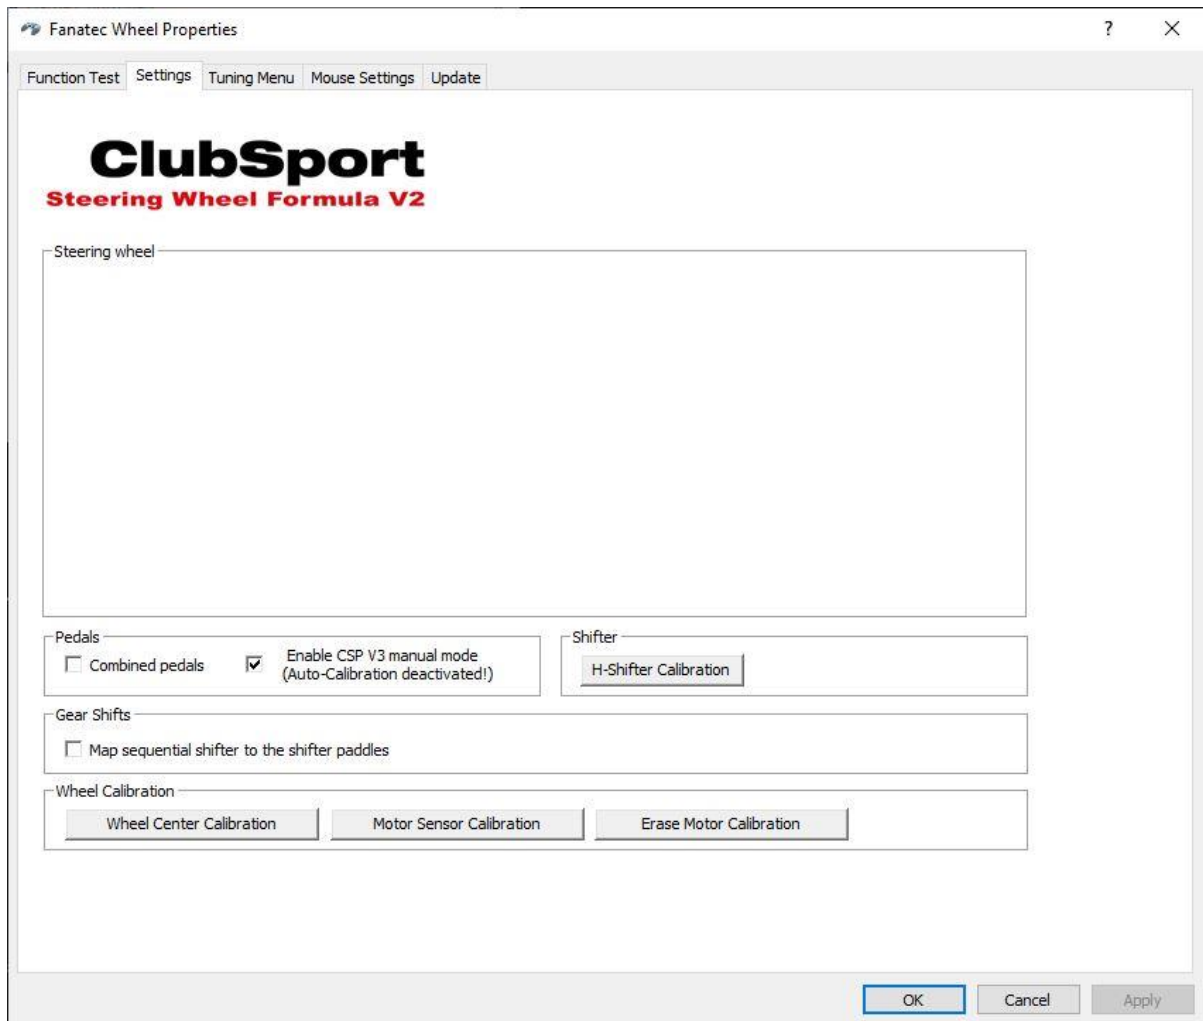 Fanatec Wheel Properties
?
Function Test Settings Tuning Menu Mouse Settings Update
ClubSport
Steering Wheel Formula V2
Steering wheel
Pedals
Combined pedals
Enable CSP V3 manual mode
(Auto-Calibration deactivated!)
Shifter
H-Shifter Calibration
Gear Shifts
Map sequential shifter to the shifter paddles
Wheel Calibration
Wheel Center Calibration Motor Sensor Calibration Erase Motor Calibration
OK Cancel Apply